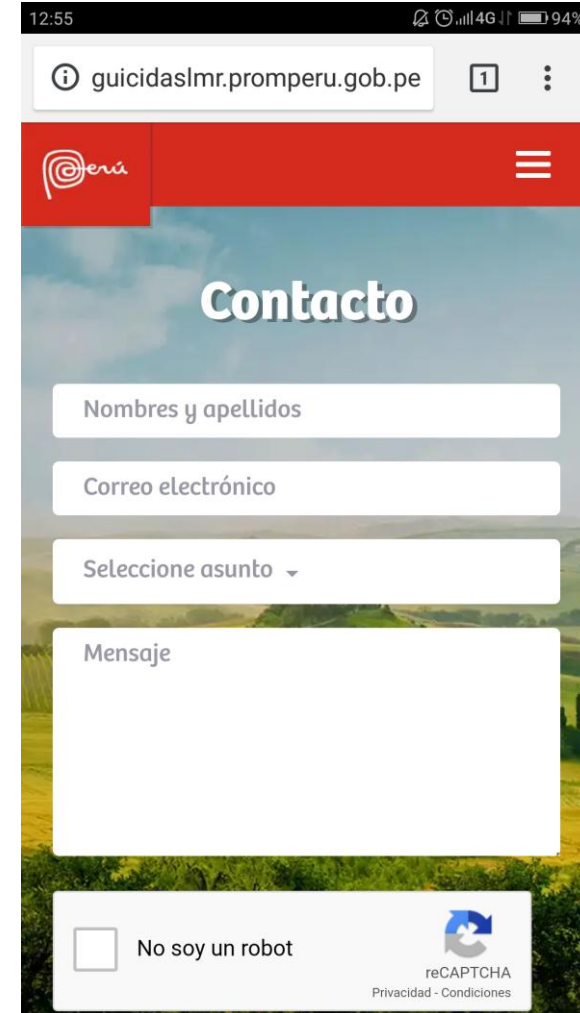 12:55 4G 94%
guicidaslmr.promperu.gob.pe 1
Perú
Contacto
Nombres y apellidos
Correo electrónico
Seleccione asunto
Mensaje
No soy un robot
reCAPTCHA
Privacidad - Condiciones